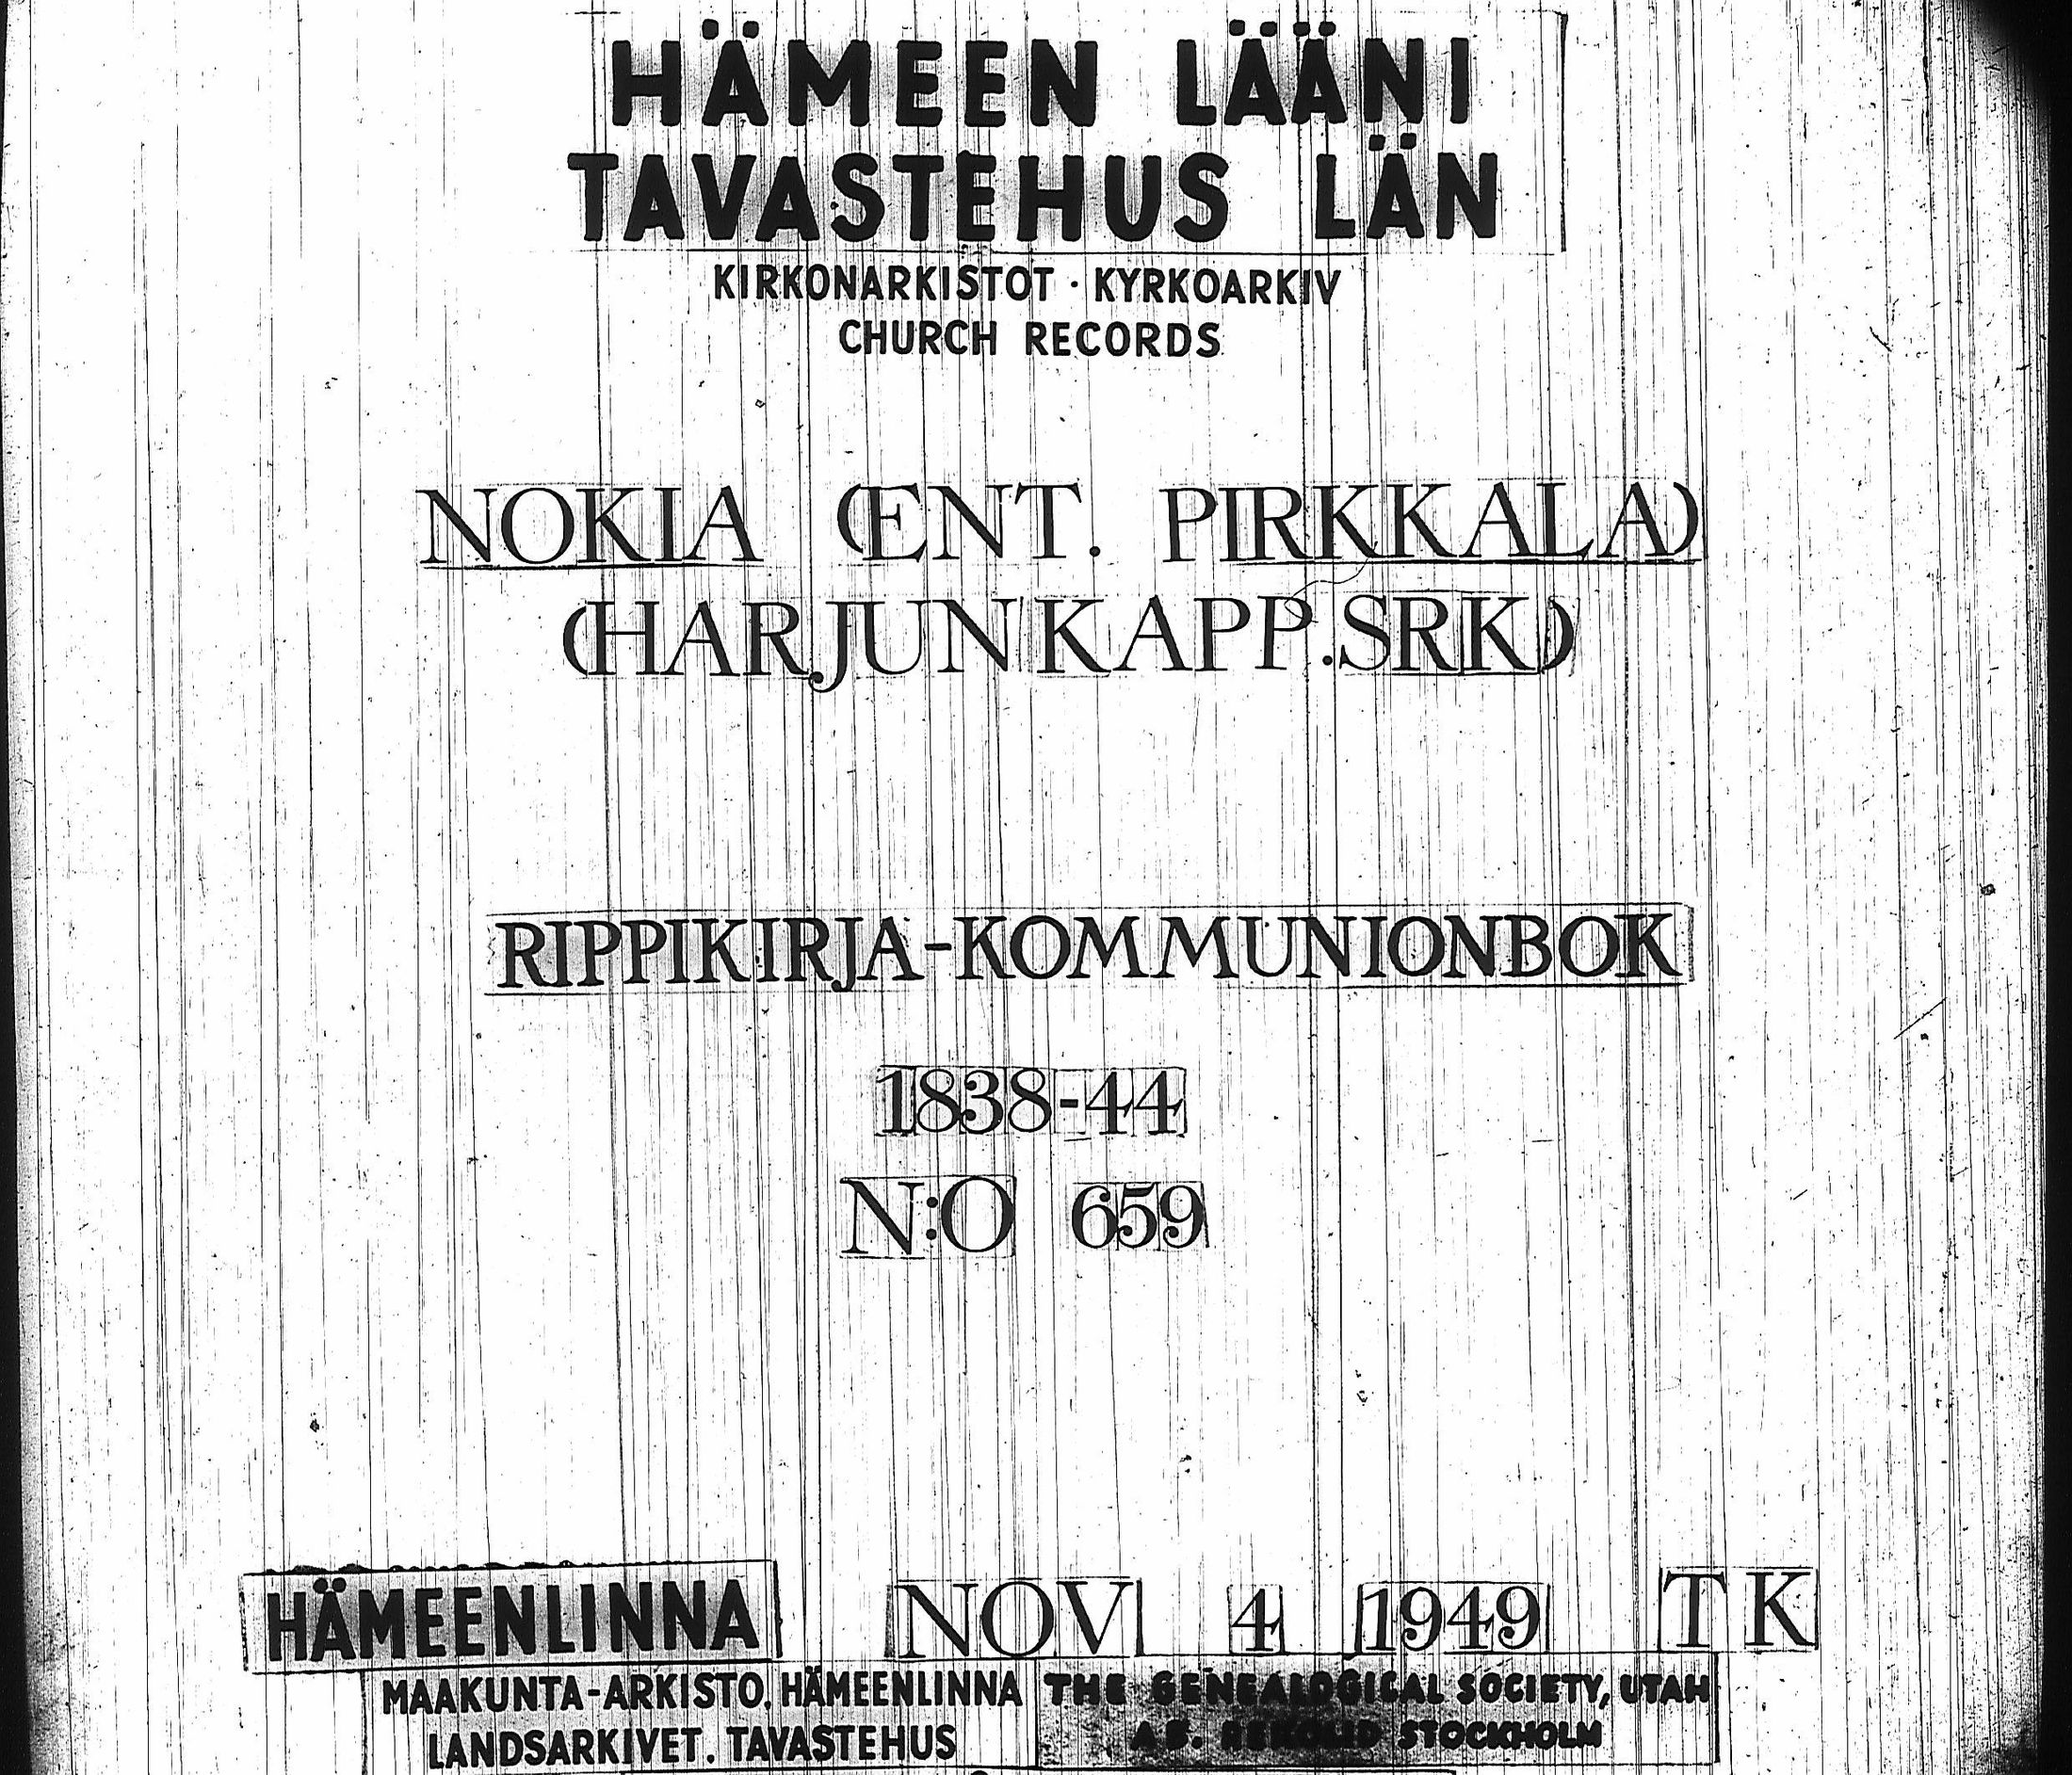 HÄMEEN LÄÄNI
TAVASTEHUS LÄN
KIRKONARKISTOT · KYRKOARKIV
CHURCH RECORDS
NOKIA (ENT. PIRKKALA)
(HARJUN KAPP.SRK)
RIPPIKIRJA-KOMMUNIONBOK
1838-44
N:O 659
HÄMEENLINNA NOV 4 1949 TK
MAAKUNTA-ARKISTO, HÄMEENLINNA
LANDSARKIVET. TAVASTEHUS
THE GENEALOGICAL SOCIETY, UTAH
A.B. REKOLID STOCKHOLM